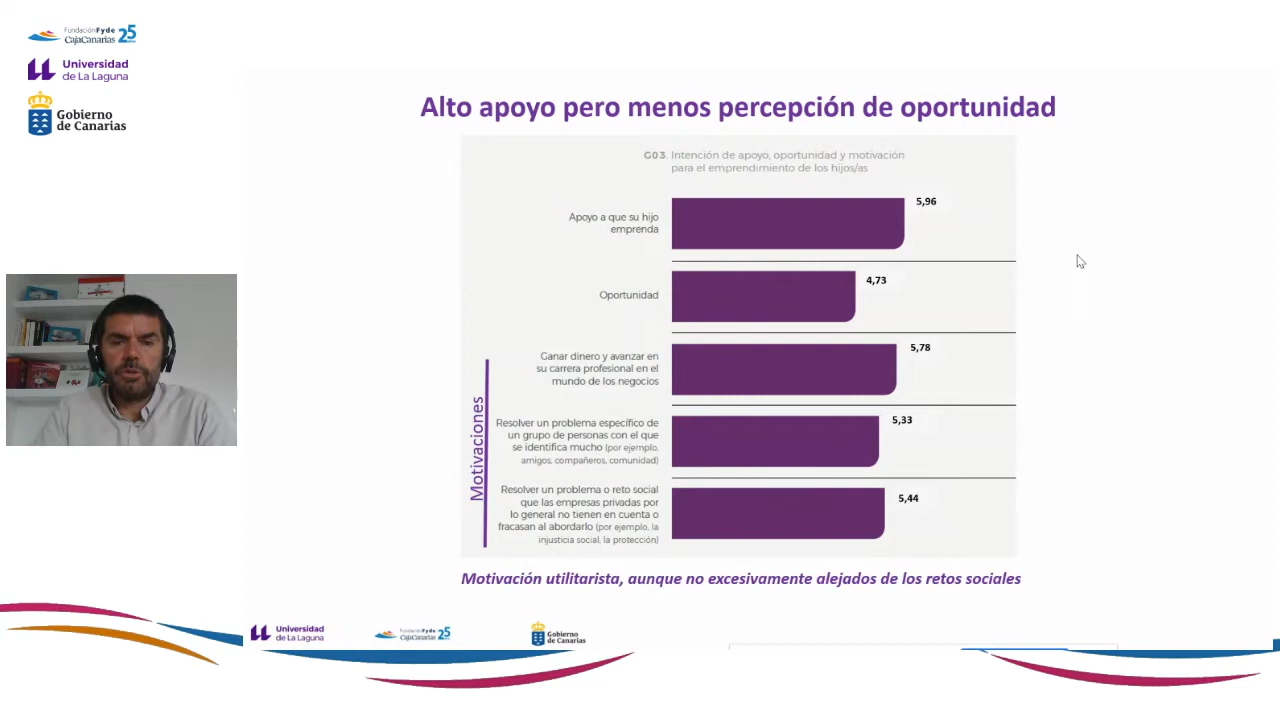 FundaciónFyde
CajaCanarias 25
Universidad
de La Laguna
Gobierno
de Canarias
Alto apoyo pero menos percepción de oportunidad
G03. Intención de apoyo, oportunidad y motivación
para el emprendimiento de los hijos/as
Apoyo a que su hijo
emprenda
5,96
Oportunidad
4,73
Motivaciones
Ganar dinero y avanzar en
su carrera profesional en el
mundo de los negocios
5,78
Resolver un problema específico de
un grupo de personas con el que
se identifica mucho (por ejemplo,
amigos, compañeros, comunidad)
5,33
Resolver un problema o reto social
que las empresas privadas por
lo general no tienen en cuenta o
fracasan al abordarlo (por ejemplo, la
injusticia social, la protección)
5,44
Motivación utilitarista, aunque no excesivamente alejados de los retos sociales
Universidad
de La Laguna
FundaciónFyde
CajaCanarias 25
Gobierno
de Canarias